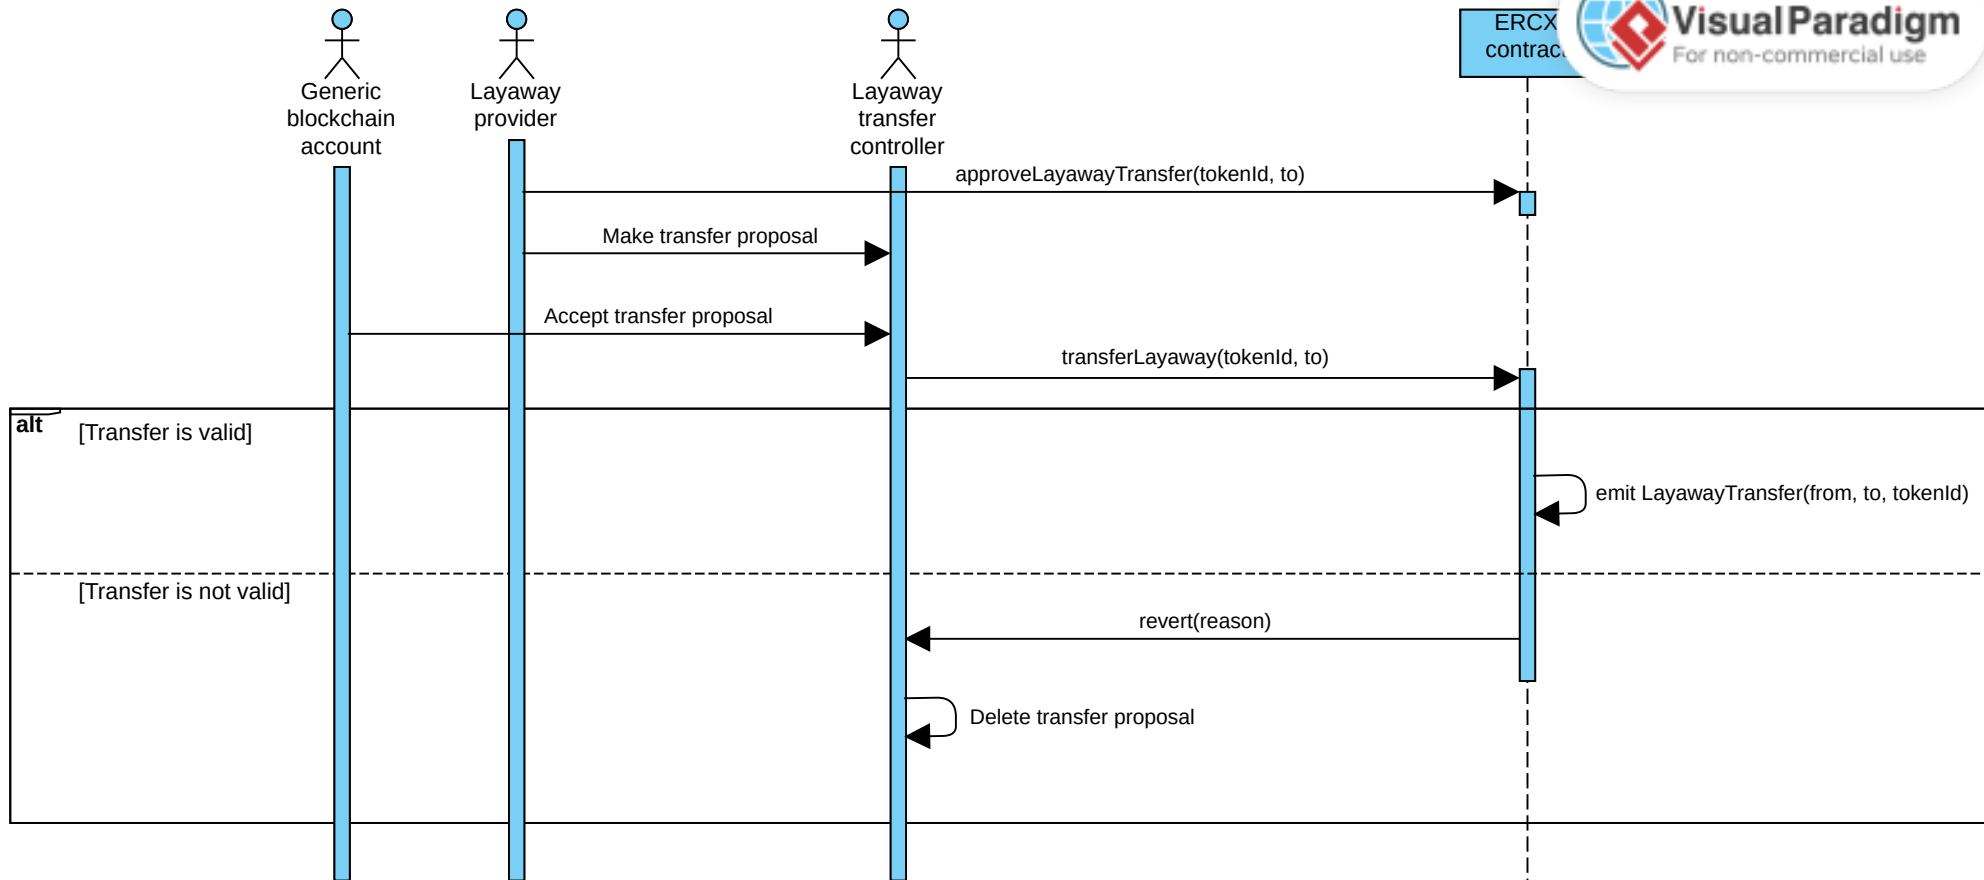 Generic
blockchain
account
Layaway
provider
Layaway
transfer
controller
ERCX
contrac
Visual Paradigm
For non-commercial use
approveLayawayTransfer(tokenId, to)
Make transfer proposal
Accept transfer proposal
transferLayaway(tokenId, to)
alt
[Transfer is valid]
emit LayawayTransfer(from, to, tokenId)
[Transfer is not valid]
revert(reason)
Delete transfer proposal